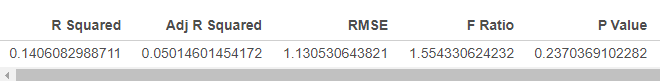 R Squared Adj R Squared RMSE F Ratio P Value
0.1406082988711 0.05014601454172 1.130530643821 1.554330624232 0.2370369102282